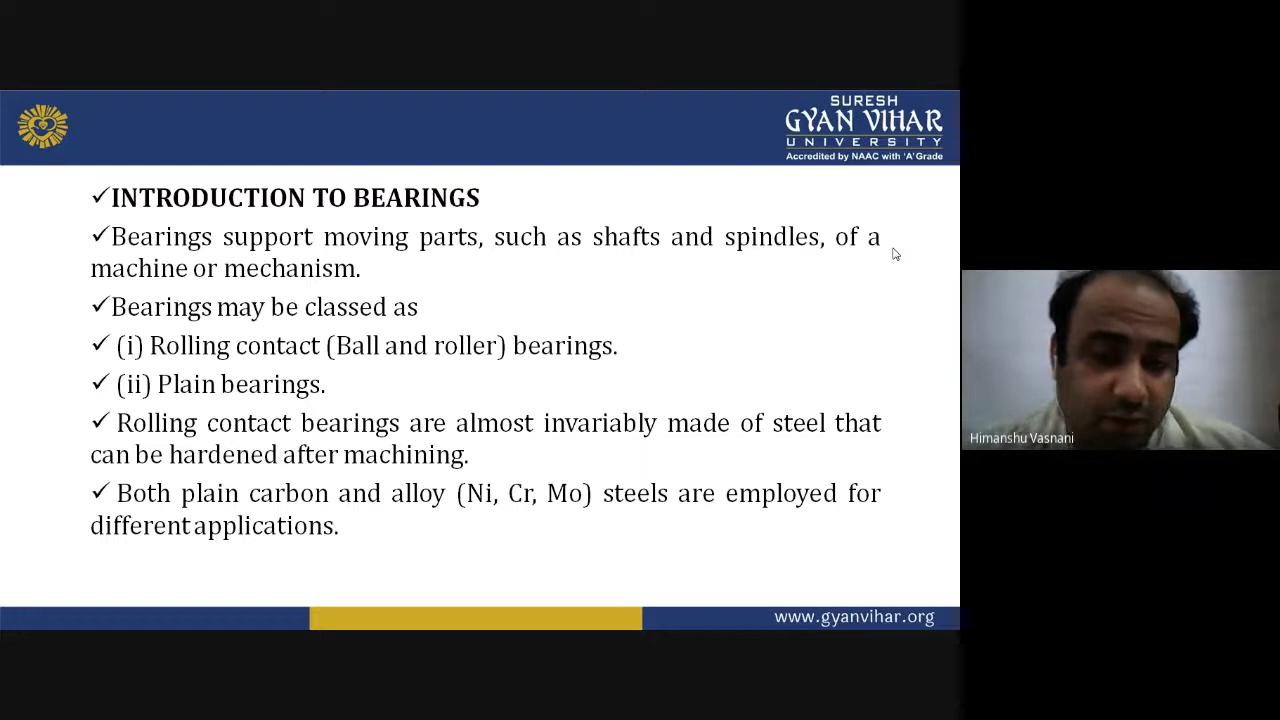 SURESH
GYAN VIHAR
UNIVERSITY
Accredited by NAAC with 'A' Grade
✓INTRODUCTION TO BEARINGS
✓Bearings support moving parts, such as shafts and spindles, of a
machine or mechanism.
✓Bearings may be classed as
✓ (i) Rolling contact (Ball and roller) bearings.
✓ (ii) Plain bearings.
✓ Rolling contact bearings are almost invariably made of steel that
can be hardened after machining.
✓ Both plain carbon and alloy (Ni, Cr, Mo) steels are employed for
different applications.
www.gyanvihar.org
Himanshu Vasnani